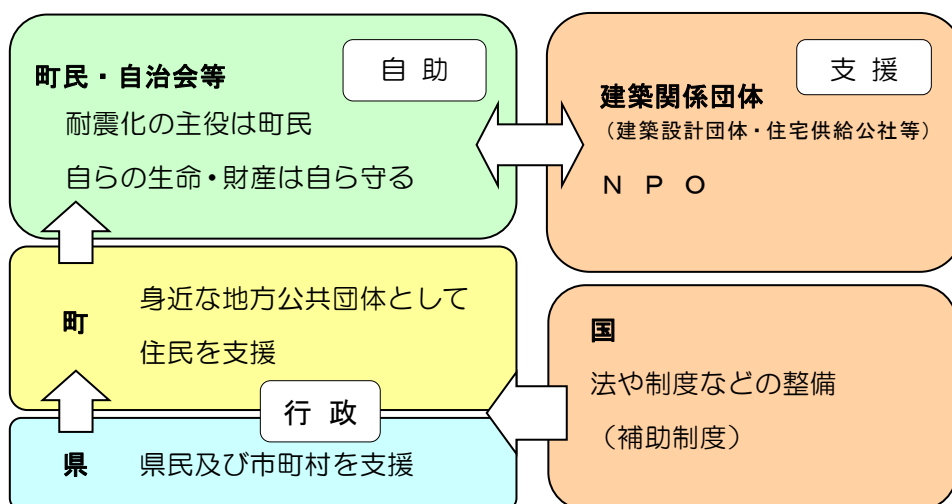 町民・自治会等
自 助
耐震化の主役は町民
自らの生命・財産は自ら守る
支 援
建築関係団体
（建築設計団体・住宅供給公社等）
Ｎ Ｐ Ｏ
町
身近な地方公共団体として
住民を支援
行 政
県
県民及び市町村を支援
国
法や制度などの整備
（補助制度）